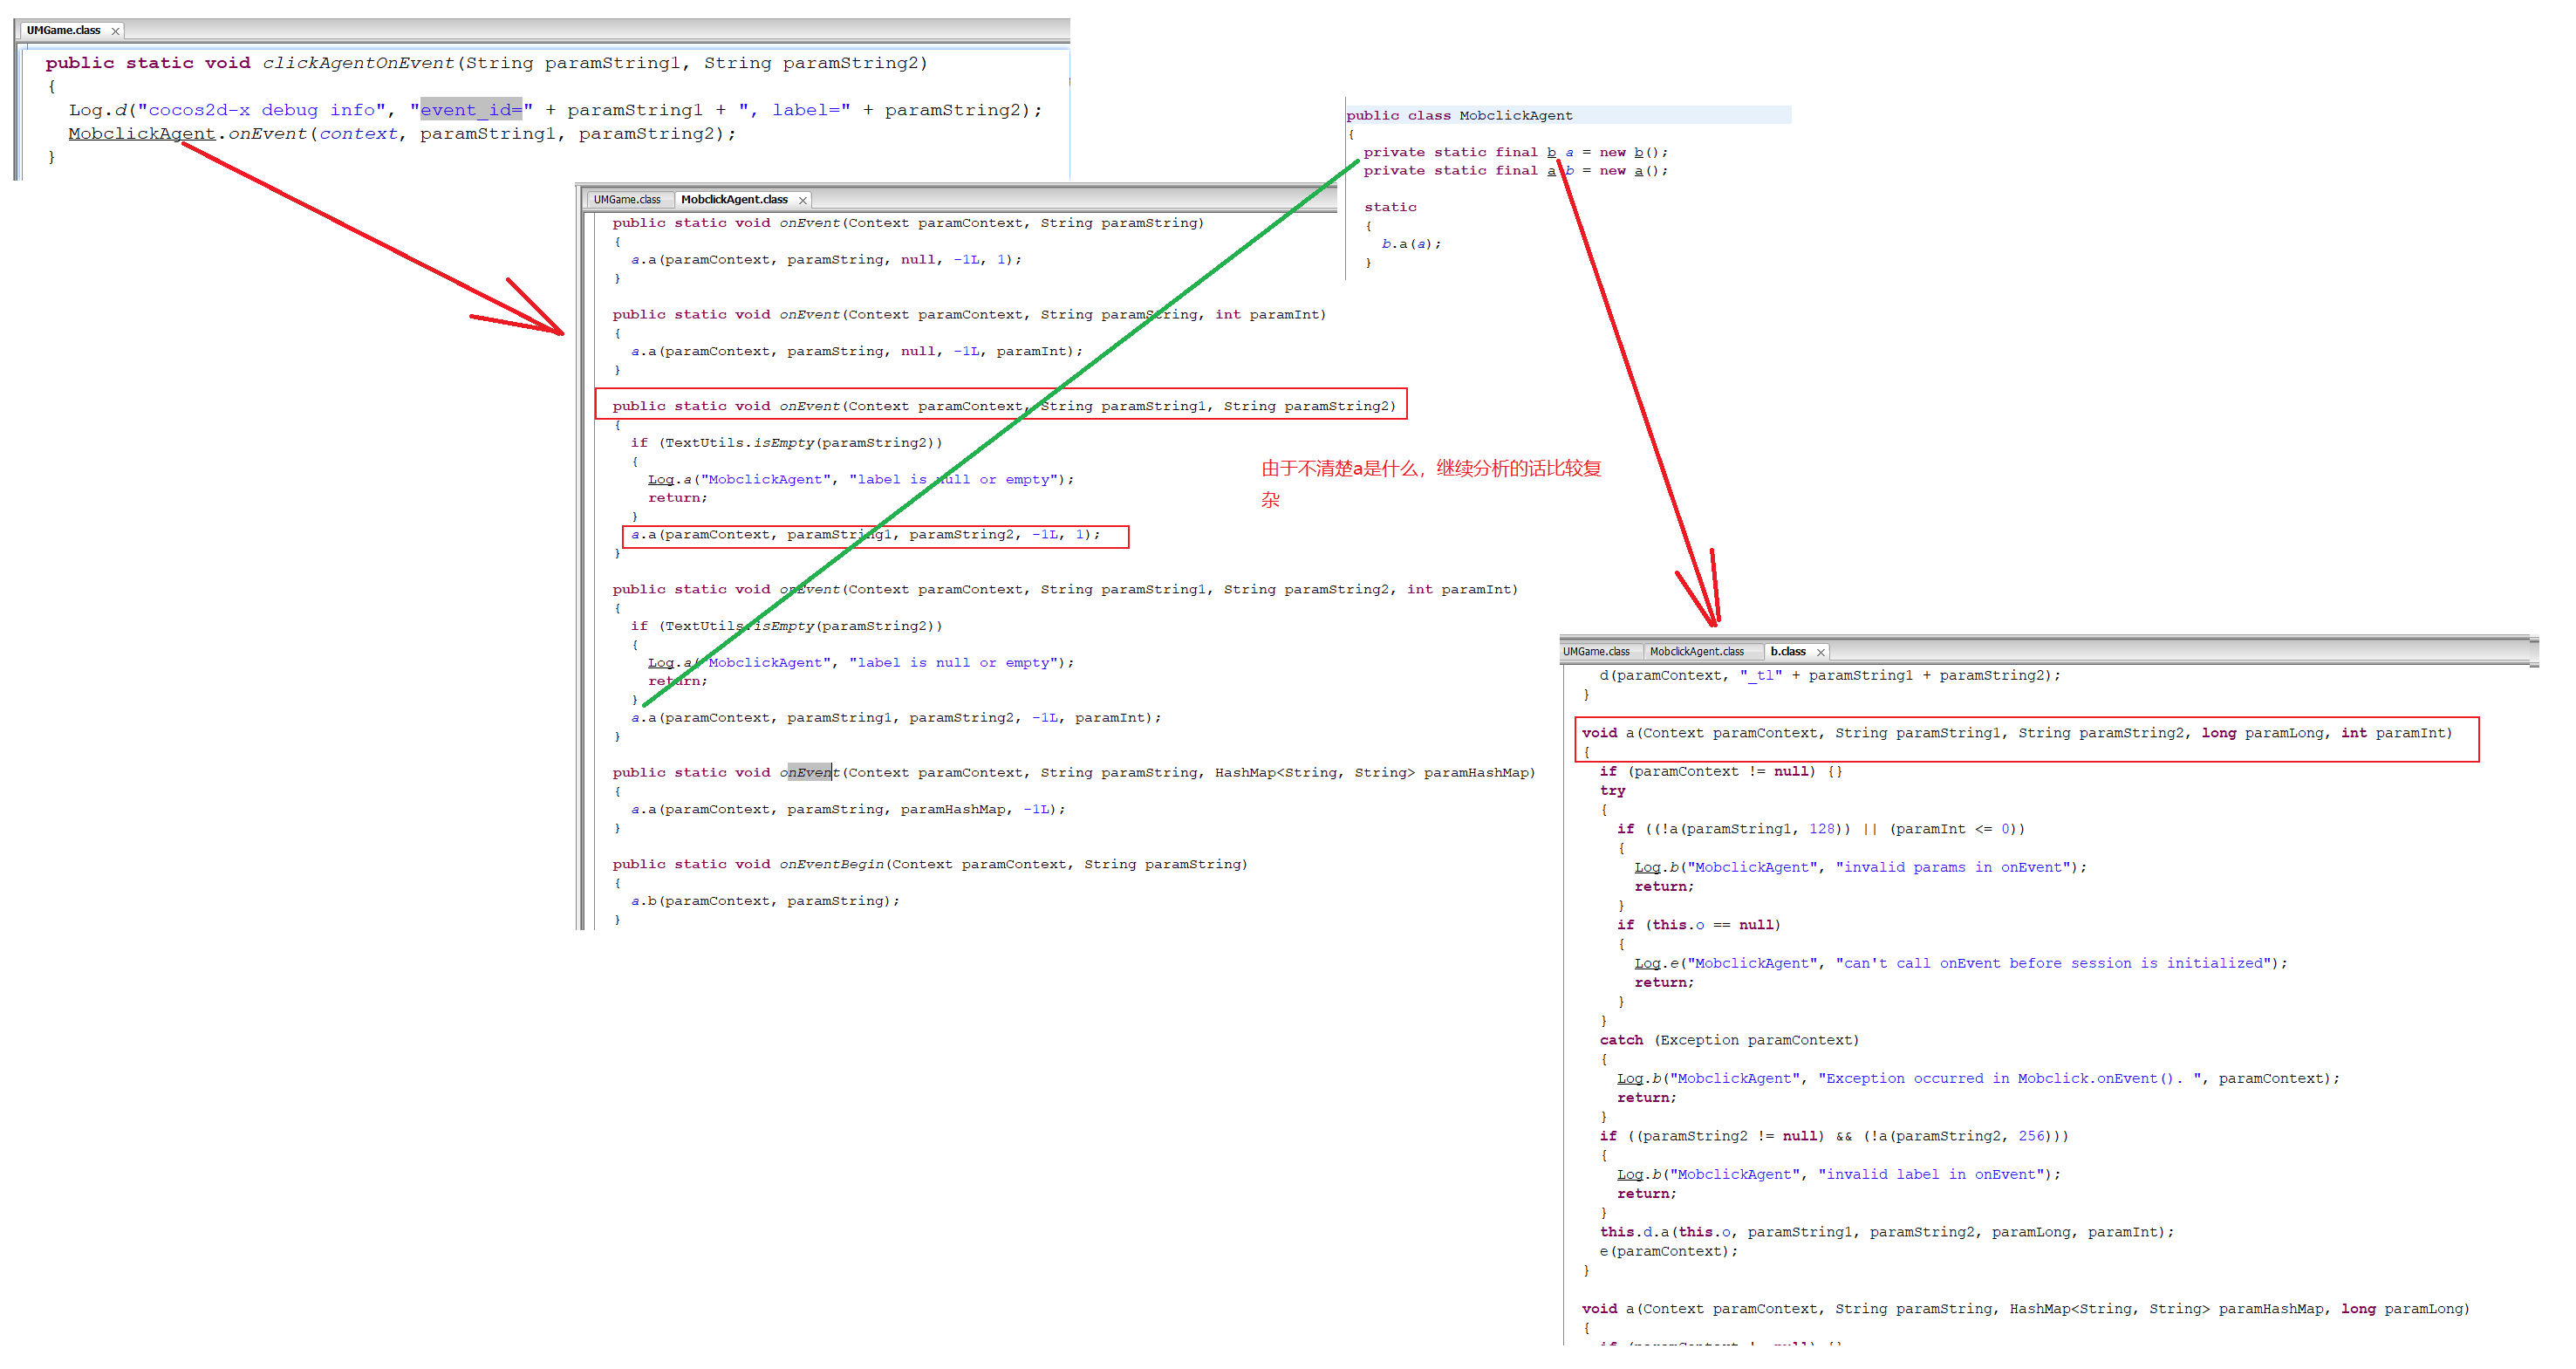 UMGame.class
public static void clickAgentOnEvent(String paramString1, String paramString2)
{
Log.d("cocos2d-x debug info", "event_id=" + paramString1 + ", label=" + paramString2);
MobclickAgent.onEvent(context, paramString1, paramString2);
}
UMGame.class MobclickAgent.class
public static void onEvent(Context paramContext, String paramString)
{
a.a(paramContext, paramString, null, -1L, 1);
}
public static void onEvent(Context paramContext, String paramString, int paramInt)
{
a.a(paramContext, paramString, null, -1L, paramInt);
}
public static void onEvent(Context paramContext, String paramString1, String paramString2)
{
if (TextUtils.isEmpty(paramString2))
{
Log.a("MobclickAgent", "label is null or empty");
return;
}
a.a(paramContext, paramString1, paramString2, -1L, 1);
}
public static void onEvent(Context paramContext, String paramString1, String paramString2, int paramInt)
{
if (TextUtils.isEmpty(paramString2))
{
Log.a("MobclickAgent", "label is null or empty");
return;
}
a.a(paramContext, paramString1, paramString2, -1L, paramInt);
}
public static void onEvent(Context paramContext, String paramString, HashMap<String, String> paramHashMap)
{
a.a(paramContext, paramString, paramHashMap, -1L);
}
public static void onEventBegin(Context paramContext, String paramString)
{
a.b(paramContext, paramString);
}
public class MobclickAgent
{
private static final b a = new b();
private static final a b = new a();
static
{
b.a(a);
}
由于不清楚a是什么，继续分析的话比较复
杂
UMGame.class MobclickAgent.class b.class
d(paramContext, "_tl" + paramString1 + paramString2);
}
void a(Context paramContext, String paramString1, String paramString2, long paramLong, int paramInt)
{
if (paramContext != null) {}
try
{
if ((!a(paramString1, 128)) || (paramInt <= 0))
{
Log.b("MobclickAgent", "invalid params in onEvent");
return;
}
if (this.o == null)
{
Log.e("MobclickAgent", "can't call onEvent before session is initialized");
return;
}
}
catch (Exception paramContext)
{
Log.b("MobclickAgent", "Exception occurred in Mobclick.onEvent(). ", paramContext);
return;
}
if ((paramString2 != null) && (!a(paramString2, 256)))
{
Log.b("MobclickAgent", "invalid label in onEvent");
return;
}
this.d.a(this.o, paramString1, paramString2, paramLong, paramInt);
e(paramContext);
}
void a(Context paramContext, String paramString, HashMap<String, String> paramHashMap, long paramLong)
{